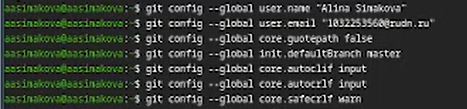 aasimakova@aasimakova:~$ git config --global user.name "Alina Simakova"
aasimakova@aasimakova:~$ git config --global user.email "1032253560@rudn.ru"
aasimakova@aasimakova:~$ git config --global core.quotepath false
aasimakova@aasimakova:~$ git config --global init.defaultBranch master
aasimakova@aasimakova:~$ git config --global core.autoclif input
aasimakova@aasimakova:~$ git config --global core.autocrlf input
aasimakova@aasimakova:~$ git config --global core.safecrlf warn